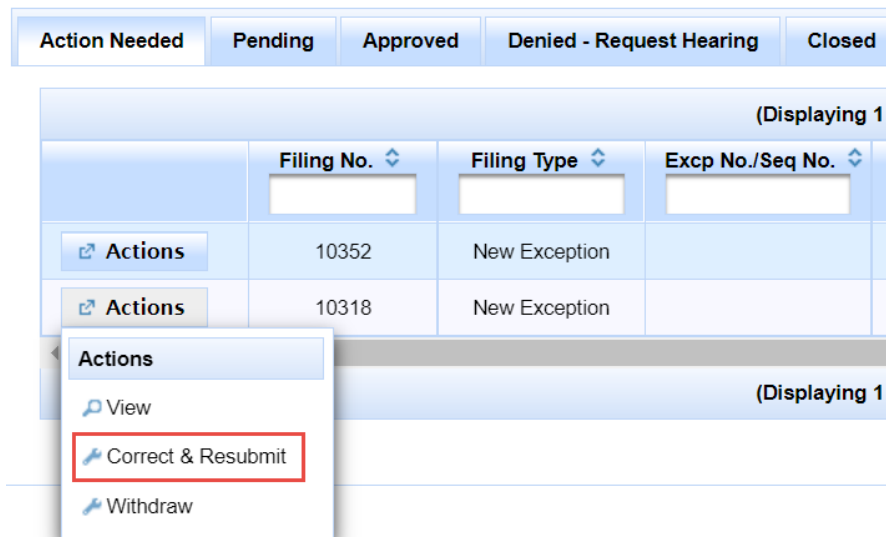 Action Needed Pending Approved Denied - Request Hearing Closed
(Displaying 1
Filing No. Filing Type Excp No./Seq No.
Actions 10352 New Exception
Actions 10318 New Exception
Actions
(Displaying 1
View
Correct & Resubmit
Withdraw